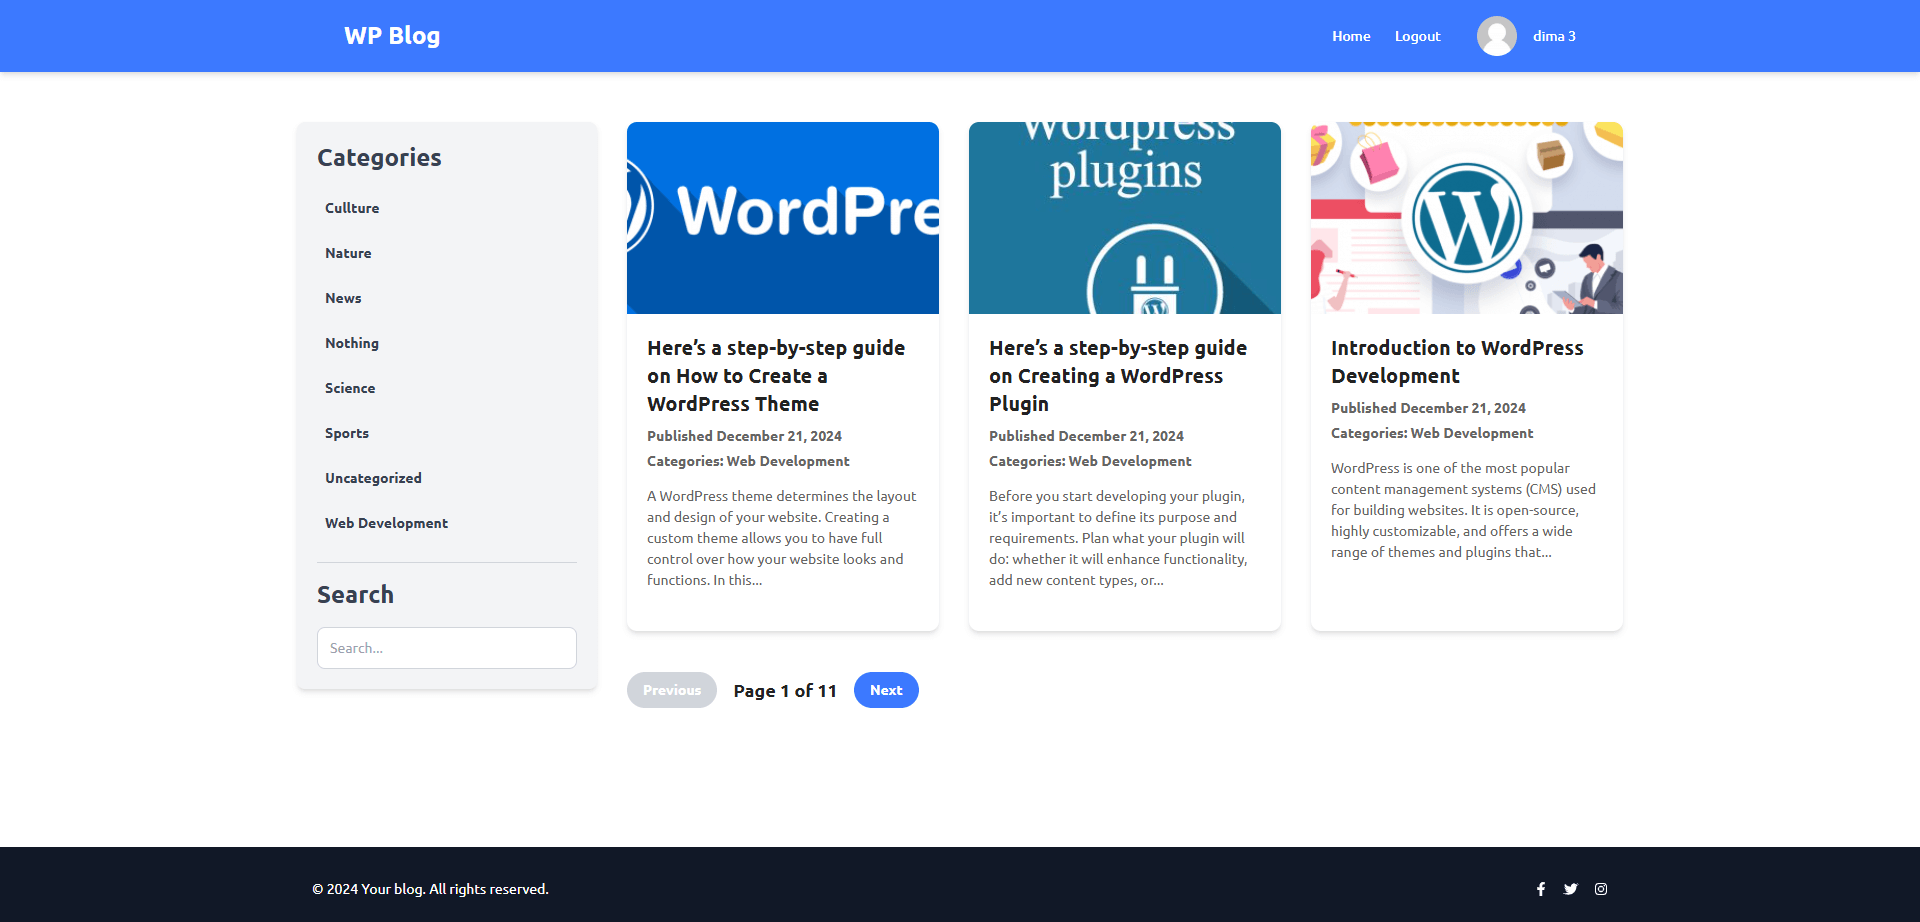 WP Blog
Home
Logout
dima 3
Categories
Cullture
Nature
News
Nothing
Science
Sports
Uncategorized
Web Development
Search
Search...
WordPre
Here’s a step-by-step guide
on How to Create a
WordPress Theme
Published December 21, 2024
Categories: Web Development
A WordPress theme determines the layout
and design of your website. Creating a
custom theme allows you to have full
control over how your website looks and
functions. In this…
wordpress
plugins
Here’s a step-by-step guide
on Creating a WordPress
Plugin
Published December 21, 2024
Categories: Web Development
Before you start developing your plugin,
it’s important to define its purpose and
requirements. Plan what your plugin will
do: whether it will enhance functionality,
add new content types, or…
W
Introduction to WordPress
Development
Published December 21, 2024
Categories: Web Development
WordPress is one of the most popular
content management systems (CMS) used
for building websites. It is open-source,
highly customizable, and offers a wide
range of themes and plugins that…
Previous
Page 1 of 11
Next
© 2024 Your blog. All rights reserved.